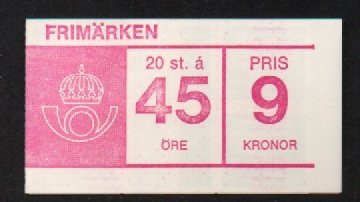 FRIMÄRKEN
20 st. á
45
ÖRE
PRIS
9
KRONOR